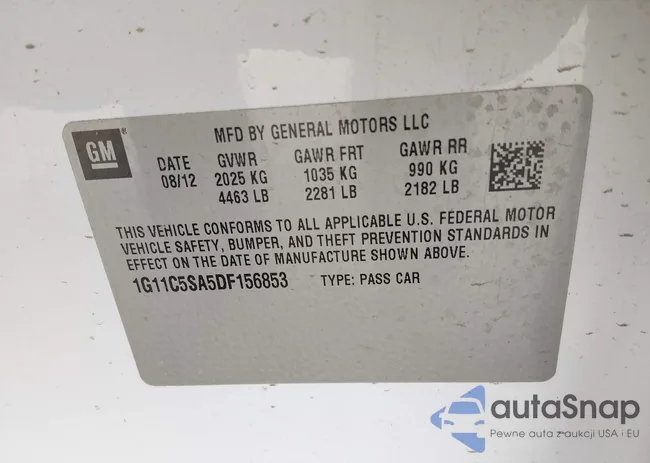 GM
MFD BY GENERAL MOTORS LLC
DATE GVWR GAWR FRT GAWR RR
08/12 2025 KG 1035 KG 990 KG
4463 LB 2281 LB 2182 LB
THIS VEHICLE CONFORMS TO ALL APPLICABLE U.S. FEDERAL MOTOR
VEHICLE SAFETY, BUMPER, AND THEFT PREVENTION STANDARDS IN
EFFECT ON THE DATE OF MANUFACTURE SHOWN ABOVE.
1G11C5SA5DF156853 TYPE: PASS CAR
autaSnap
Pewne auta z aukcji USA i EU